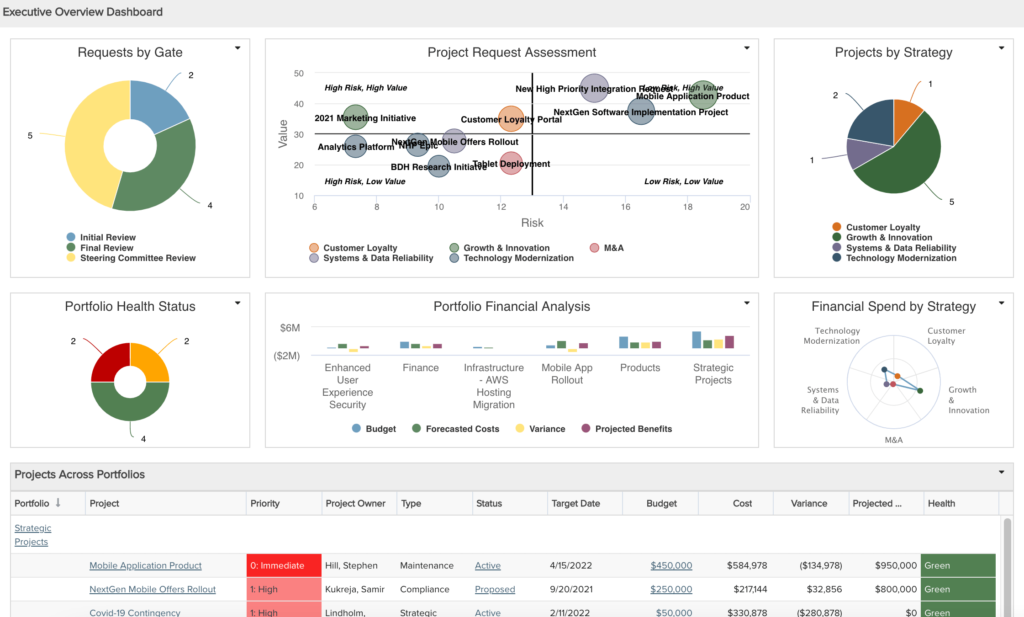 Executive Overview Dashboard
Requests by Gate
2
5
4
Initial Review
Final Review
Steering Committee Review
Project Request Assessment
50
40
30
20
10
Value
High Risk, High Value
Low Risk, High Value
New High Priority Integration Request
Mobile Application Product
NextGen Software Implementation Project
2021 Marketing Initiative
Customer Loyalty Portal
Analytics Platform
NextGen Mobile Offers Rollout
BDH Research Initiatve
Tablet Deployment
High Risk, Low Value
Low Risk, Low Value
6 8 10 12 14 16 18 20
Risk
Customer Loyalty Growth & Innovation M&A
Systems & Data Reliability Technology Modernization
Projects by Strategy
1
2
1
5
Customer Loyalty
Growth & Innovation
Systems & Data Reliability
Technology Modernization
Portfolio Health Status
2 2
4
Portfolio Financial Analysis
$6M
($2M)
Enhanced
User
Experience
Security
Finance
Infrastructure
- AWS
Hosting
Migration
Mobile App
Rollout
Products
Strategic
Projects
Budget Forecasted Costs Variance Projected Benefits
Financial Spend by Strategy
Technology
Modernization
Customer
Loyalty
Systems
& Data
Reliability
Growth
&
Innovation
M&A
Projects Across Portfolios
Portfolio Project Priority Project Owner Type Status Target Date Budget Cost Variance Projected ... Health
Strategic
Projects
Mobile Application Product 0: Immediate Hill, Stephen Maintenance Active 4/15/2022 $450,000 $584,978 ($134,978) $950,000 Green
NextGen Mobile Offers Rollout 1: High Kukreja, Samir Compliance Proposed 9/20/2021 $250,000 $217,144 $32,856 $800,000 Green
Covid-19 Contingency 1: High Lindholm, Strategic Active 2/11/2022 $50,000 $330,878 ($280,878) $0 Green